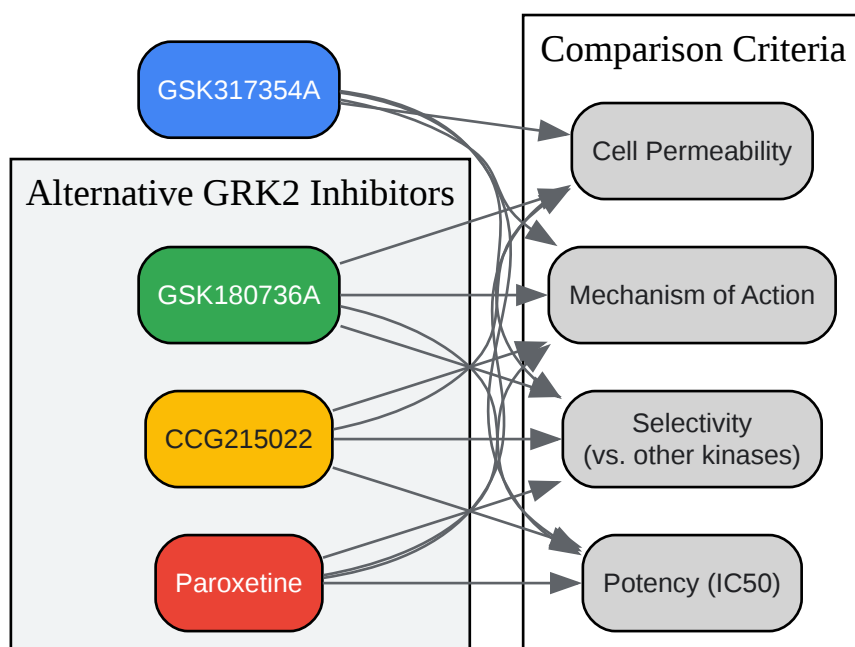 GSK317354A
Alternative GRK2 Inhibitors
GSK180736A
CCG215022
Paroxetine
Comparison Criteria
Cell Permeability
Mechanism of Action
Selectivity
(vs. other kinases)
Potency (IC50)